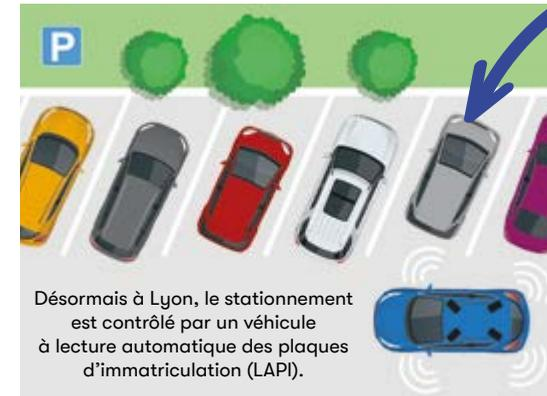 P
Désormais à Lyon, le stationnement
est contrôlé par un véhicule
à lecture automatique des plaques
d’immatriculation (LAPI).